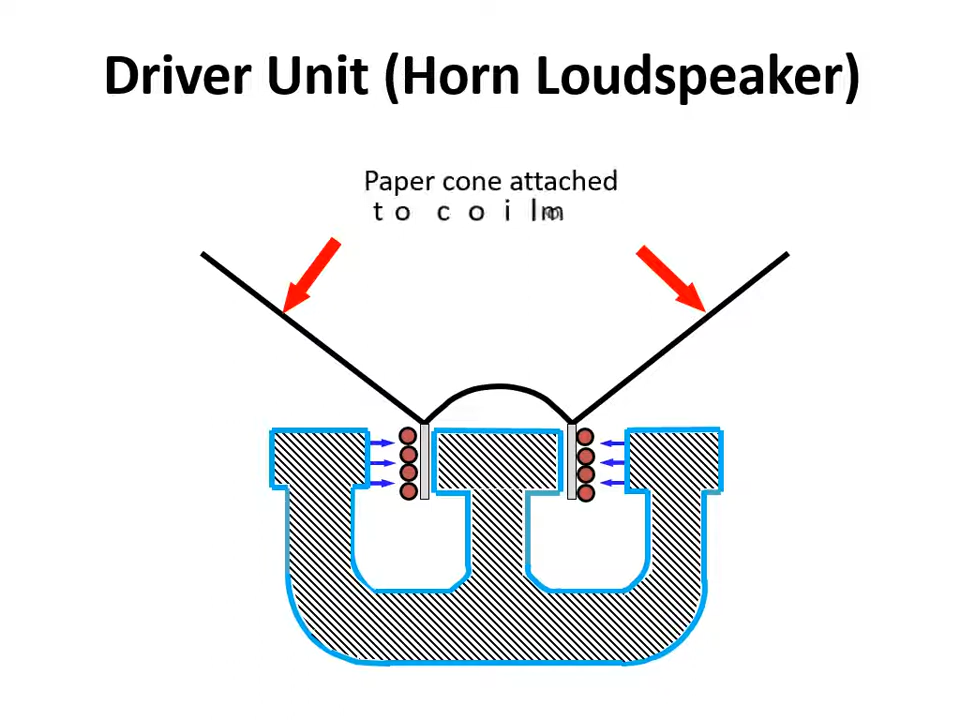 Driver Unit (Horn Loudspeaker)
Paper cone attached
to coil